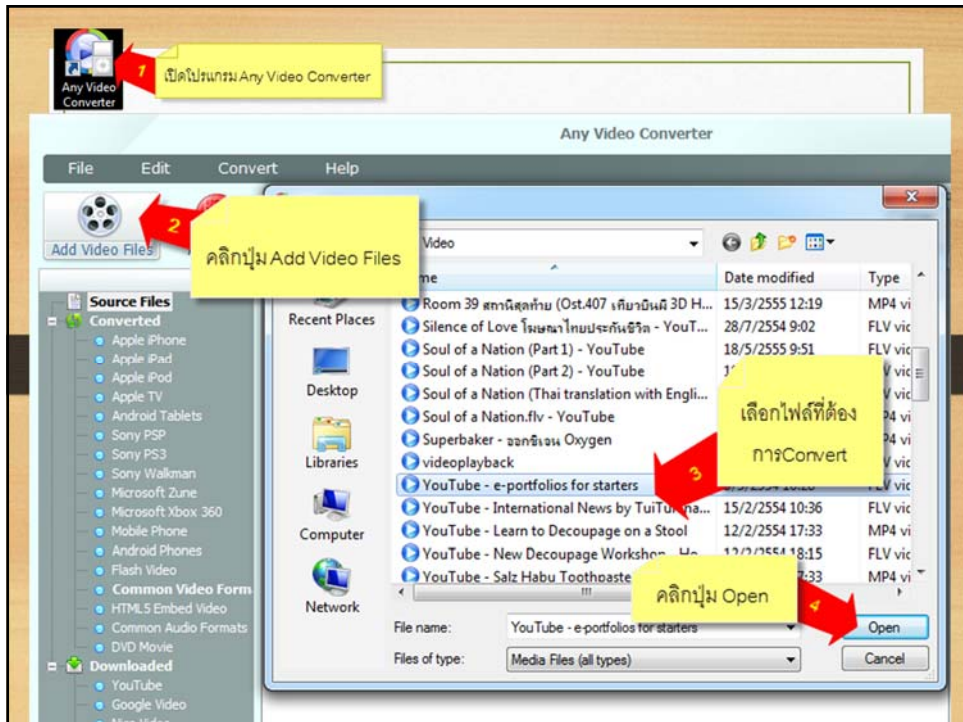 Any Video
Converter
1
เปิดโปรแกรม Any Video Converter
Any Video Converter
File Edit Convert Help
Add Video Files
2
คลิกปุ่ม Add Video Files
Video
Date modified Type
Source Files
Converted
Apple iPhone
Apple iPad
Apple iPod
Apple TV
Android Tablets
Sony PSP
Sony PS3
Sony Walkman
Microsoft Zune
Microsoft Xbox 360
Mobile Phone
Android Phones
Flash Video
Common Video Form
HTML5 Embed Video
Common Audio Formats
DVD Movie
Downloaded
YouTube
Google Video
Recent Places
Desktop
Libraries
Computer
Network
Room 39 สถานีสุดท้าย (Ost.407 เที่ยวบินผี 3D H... 15/3/2555 12:19 MP4 vi
Silence of Love โฆษณาไทยประกันชีวิต - YouT... 28/7/2554 9:02 FLV vic
Soul of a Nation (Part 1) - YouTube 18/5/2555 9:51 FLV vic
Soul of a Nation (Part 2) - YouTube
Soul of a Nation (Thai translation with Engli...
Soul of a Nation.flv - YouTube
Superbaker - ออกซิเจน Oxygen
videoplayback
YouTube - e-portfolios for starters
YouTube - International News by 15/2/2554 10:36 FLV vic
YouTube - Learn to Decoupage on a Stool 12/2/2554 17:33 MP4 vi
YouTube - New Decoupage Workshop 12/2/2554 18:15 FLV vic
YouTube - Salz Habu Toothpaste MP4 vi
เลือกไฟล์ที่ต้อง
การConvert
3
คลิกปุ่ม Open
4
File name: YouTube - e-portfolios for starters Open
Files of type: Media Files (all types) Cancel